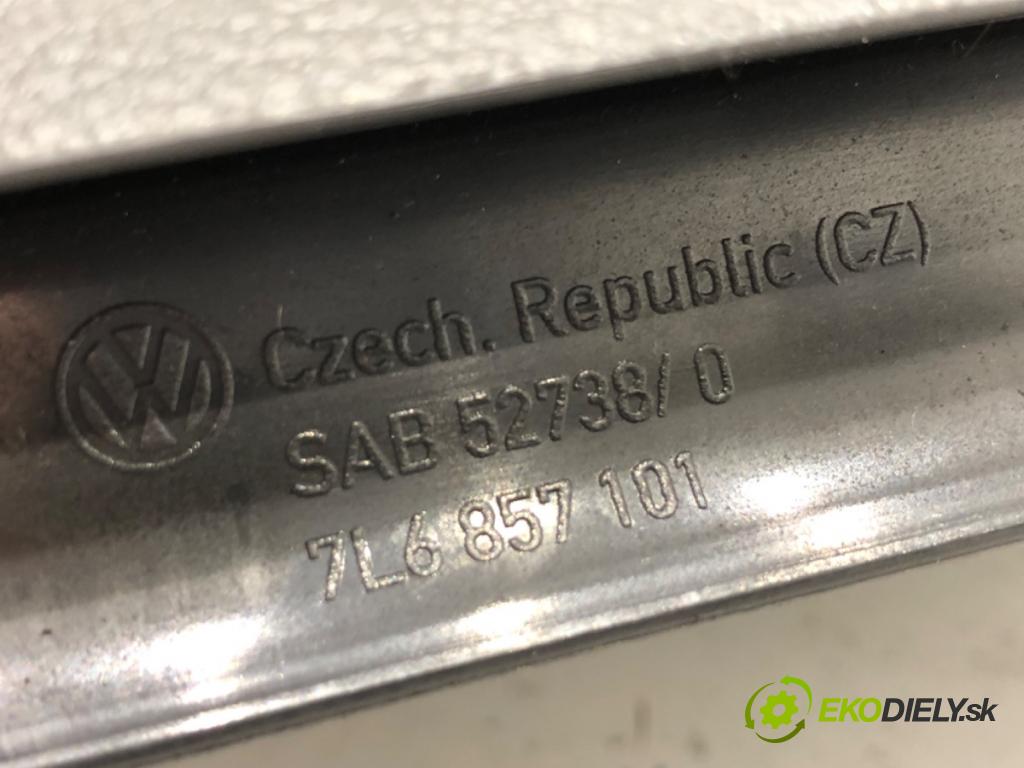 Czech. Republic (CZ)
SAB 52738/ 0
7L6 857 101
EKODIELY.sk